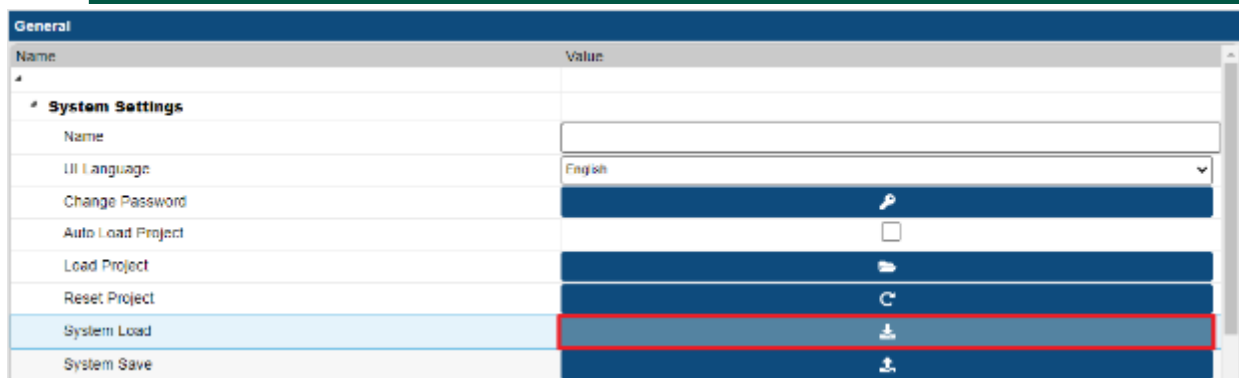 General
Name Value
System Settings
Name
UI Language English
Change Password
Auto Load Project
Load Project
Reset Project
System Load
System Save